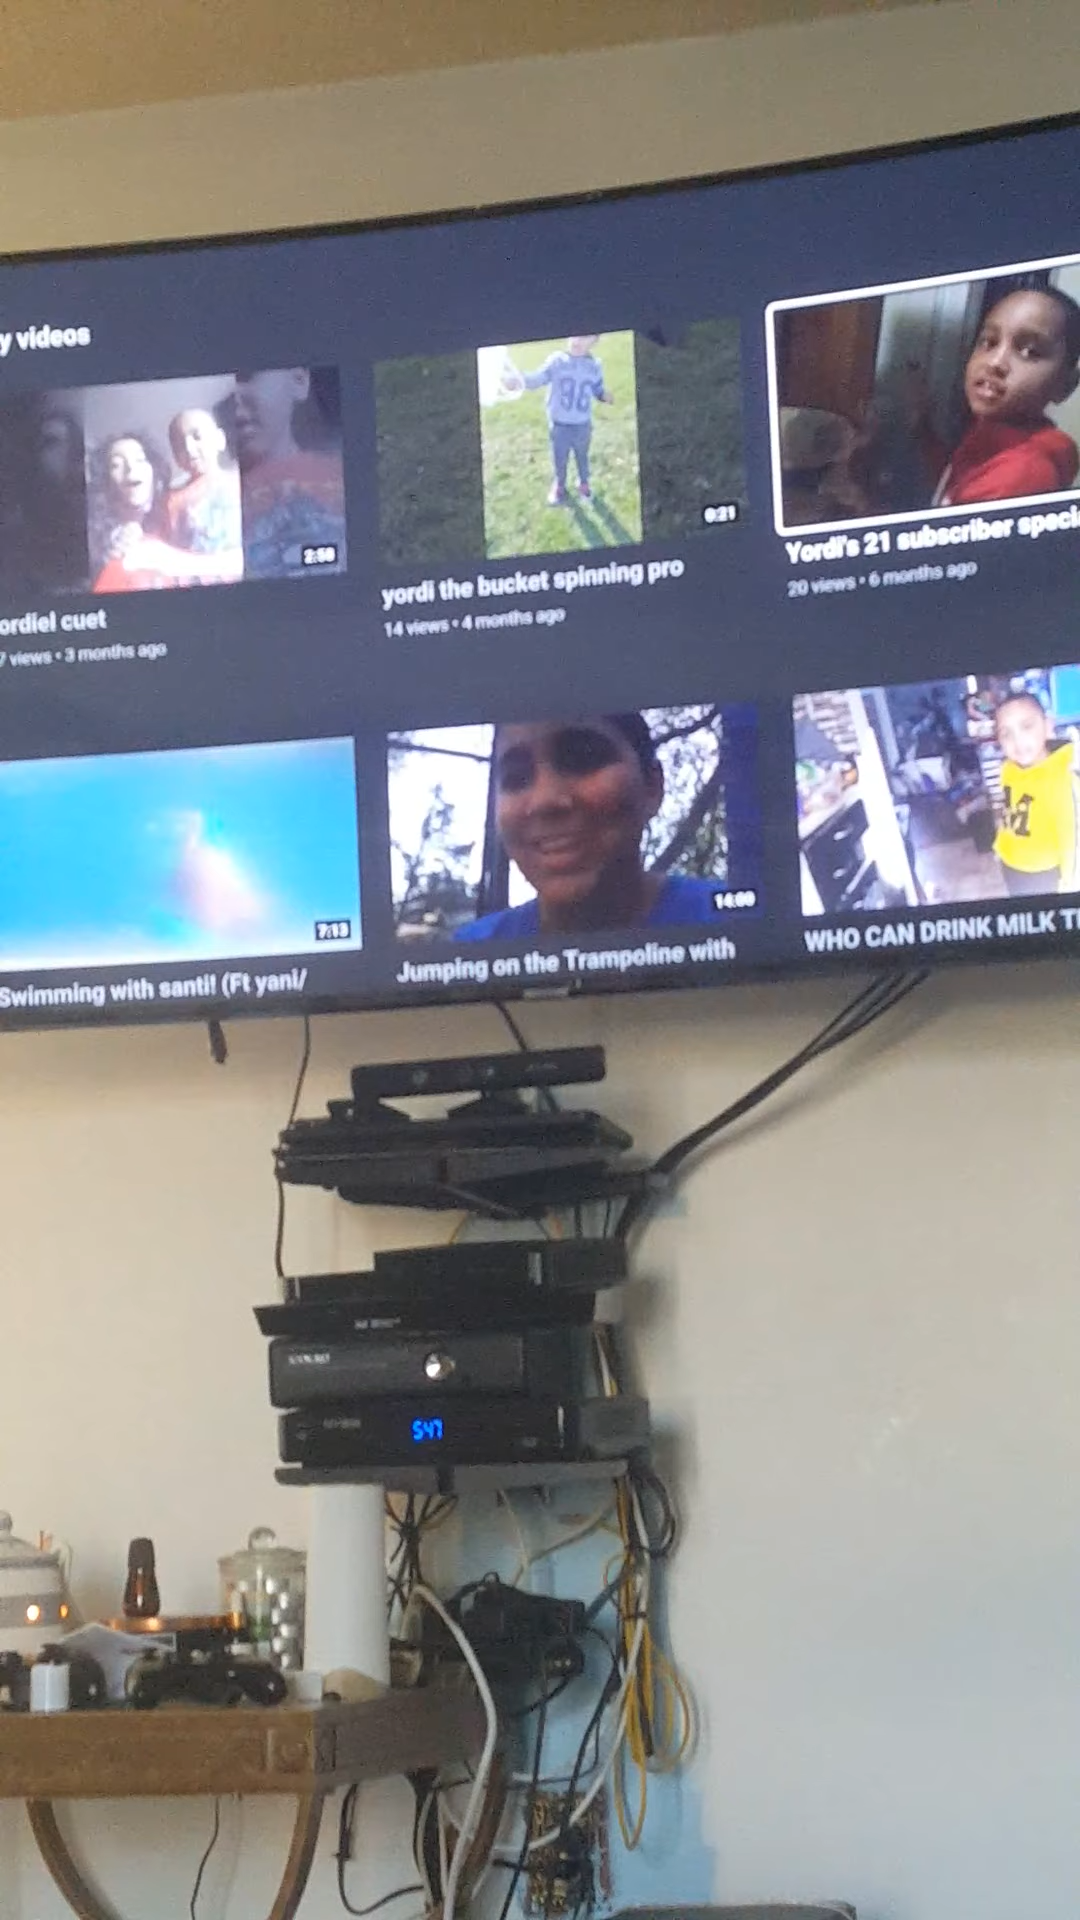 y videos
2:58
0:21
ordiel cuet
7 views • 3 months ago
yordi the bucket spinning pro
14 views • 4 months ago
Yordi's 21 subscriber speci
20 views • 6 months ago
96
7:13
14:00
Swimming with santi! (Ft yani/
Jumping on the Trampoline with
WHO CAN DRINK MILK T
547